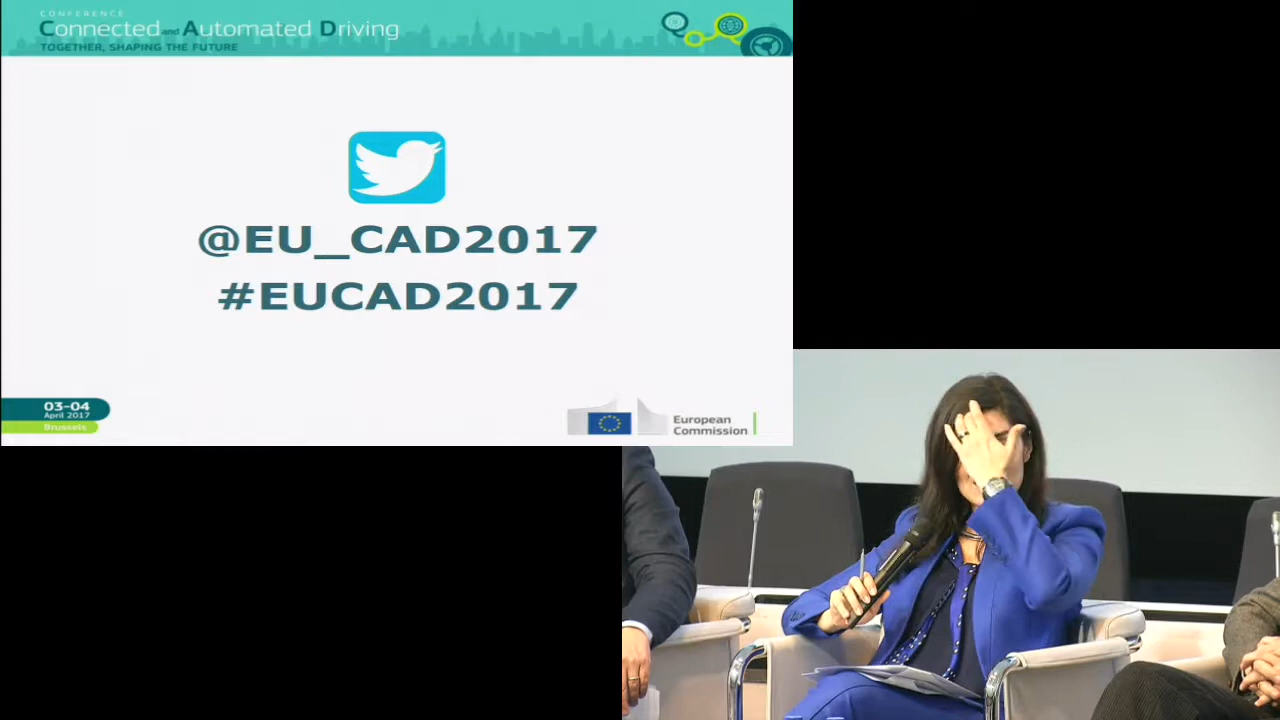 CONFERENCE
Connected and Automated Driving
TOGETHER, SHAPING THE FUTURE
@EU_CAD2017
#EUCAD2017
03-04
April 2017
Brussels
European
Commission